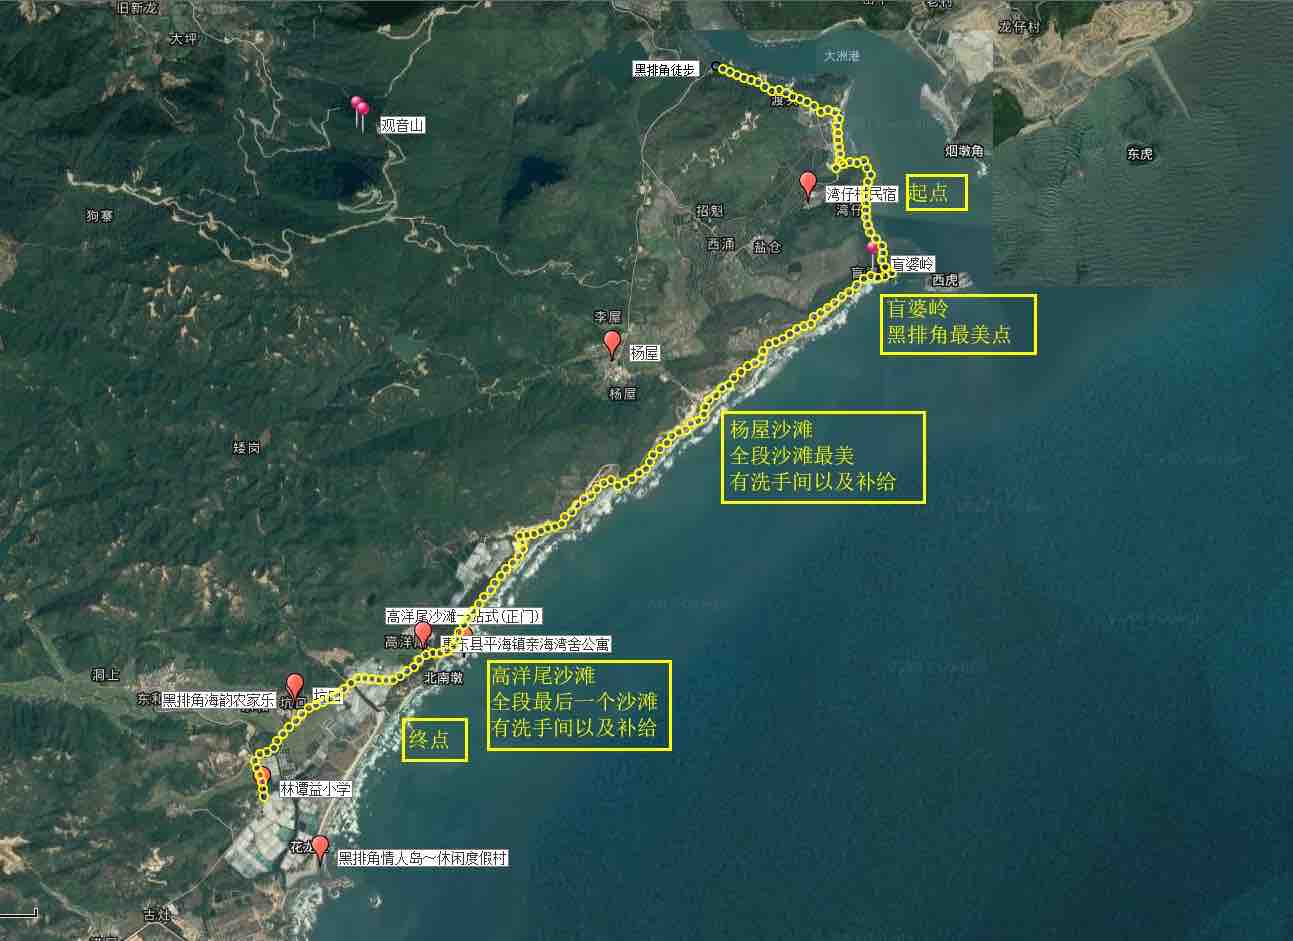 旧新龙
大坪
龙仔村
大洲港
黑排角徒步
观音山
烟墩角
东虎
湾仔村民宿
起点
狗寨
招魁
湾仔
西涌
盐仓
盲婆岭
西虎
盲婆岭
黑排角最美点
李屋
杨屋
杨屋
杨屋沙滩
全段沙滩最美
有洗手间以及补给
矮岗
高洋尾沙滩一站式(正门)
惠东县平海镇亲海湾舍公寓
洞上
北南墩
高洋尾沙滩
全段最后一个沙滩
有洗手间以及补给
黑排角海韵农家乐
坑口
终点
林谭益小学
黑排角情人岛～休闲度假村
古灶